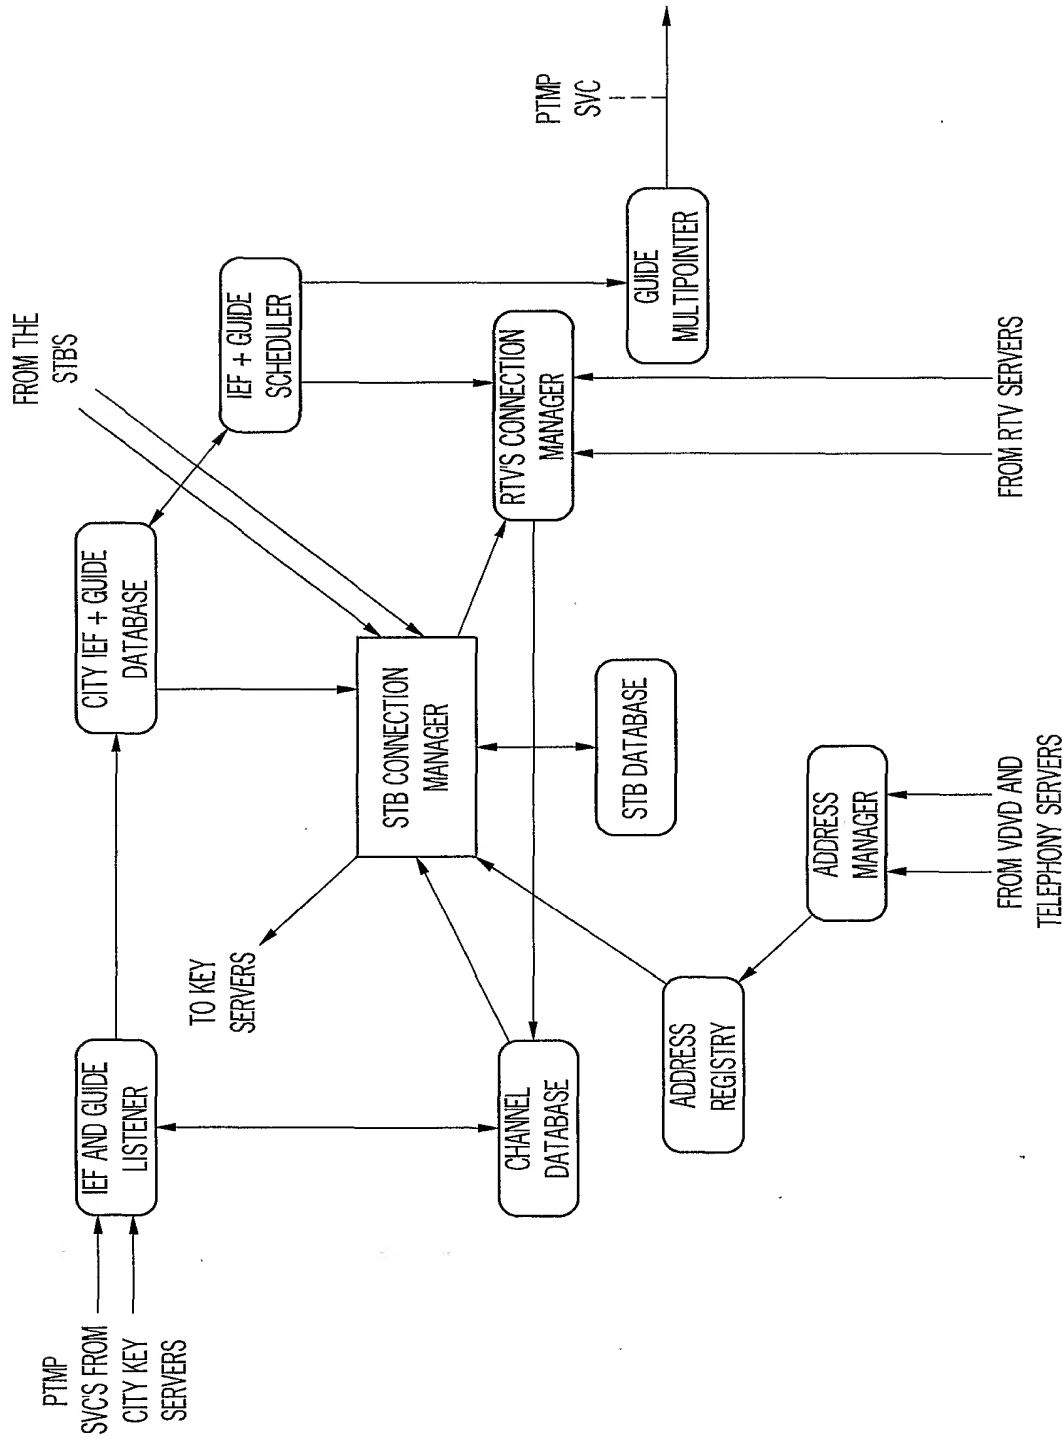 PTMP
SVC'S FROM
CITY KEY
SERVERS
IEF AND GUIDE
LISTENER
CITY IEF + GUIDE
DATABASE
FROM THE
STB'S
IEF + GUIDE
SCHEDULER
TO KEY
SERVERS
STB CONNECTION
MANAGER
CHANNEL
DATABASE
RTV'S CONNECTION
MANAGER
PTMP
SVC
GUIDE
MULTIPOINTER
STB DATABASE
ADDRESS
REGISTRY
ADDRESS
MANAGER
FROM VDVD AND
TELEPHONY SERVERS
FROM RTV SERVERS